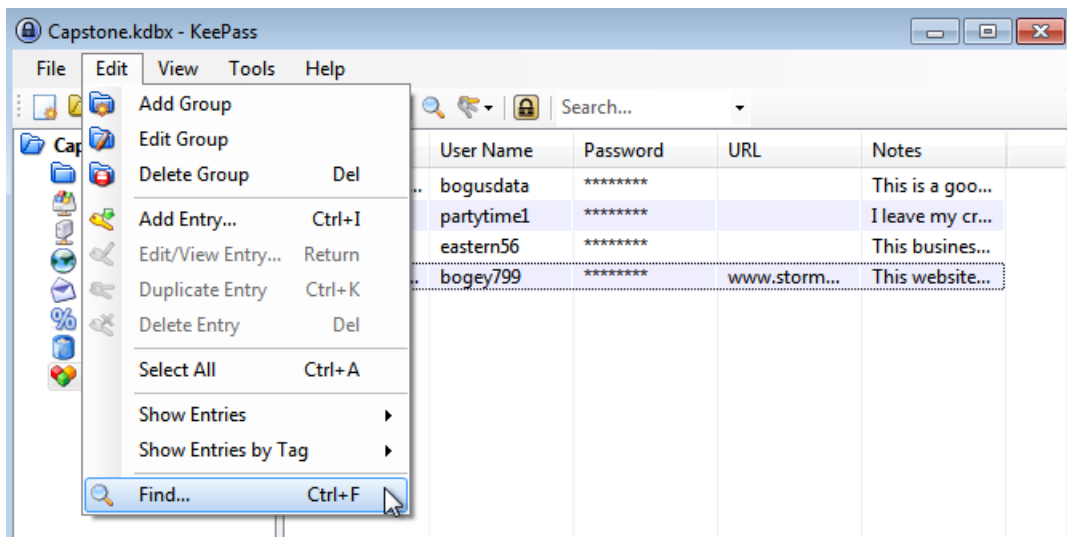 Capstone.kdbx - KeePass
File Edit View Tools Help
Search...
Add Group
Edit Group
Delete Group Del
Add Entry... Ctrl+I
Edit/View Entry... Return
Duplicate Entry Ctrl+K
Delete Entry Del
Select All Ctrl+A
Show Entries
Show Entries by Tag
Find... Ctrl+F
User Name Password URL Notes
.. bogusdata ******** This is a goo...
partytime1 ******** I leave my cr...
eastern56 ******** This busines...
.. bogey799 ******** www.storm... This website...